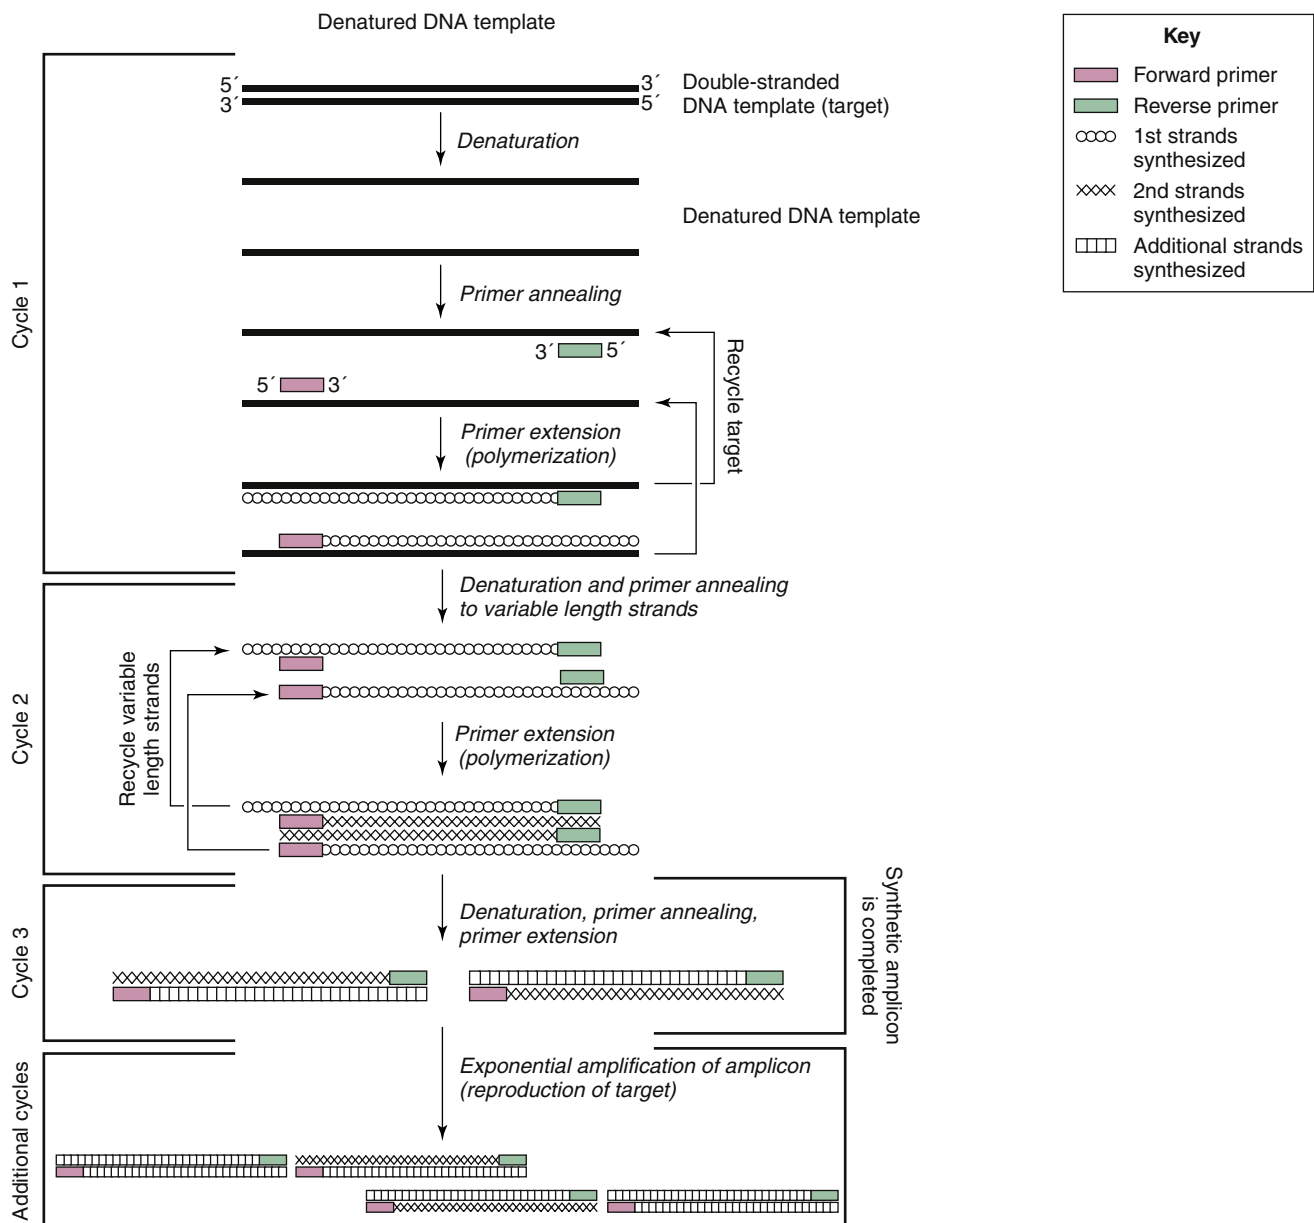 Denatured DNA template
Key
Forward primer
Reverse primer
1st strands
synthesized
2nd strands
synthesized
Additional strands
synthesized
Cycle 1
5´
3´
3´
5´
Double-stranded
DNA template (target)
Denaturation
Denatured DNA template
Primer annealing
3´
5´
5´
3´
Recycle target
Primer extension
(polymerization)
Cycle 2
Denaturation and primer annealing
to variable length strands
Recycle variable
length strands
Primer extension
(polymerization)
Cycle 3
Denaturation, primer annealing,
primer extension
Synthetic amplicon
is completed
Additional cycles
Exponential amplification of amplicon
(reproduction of target)